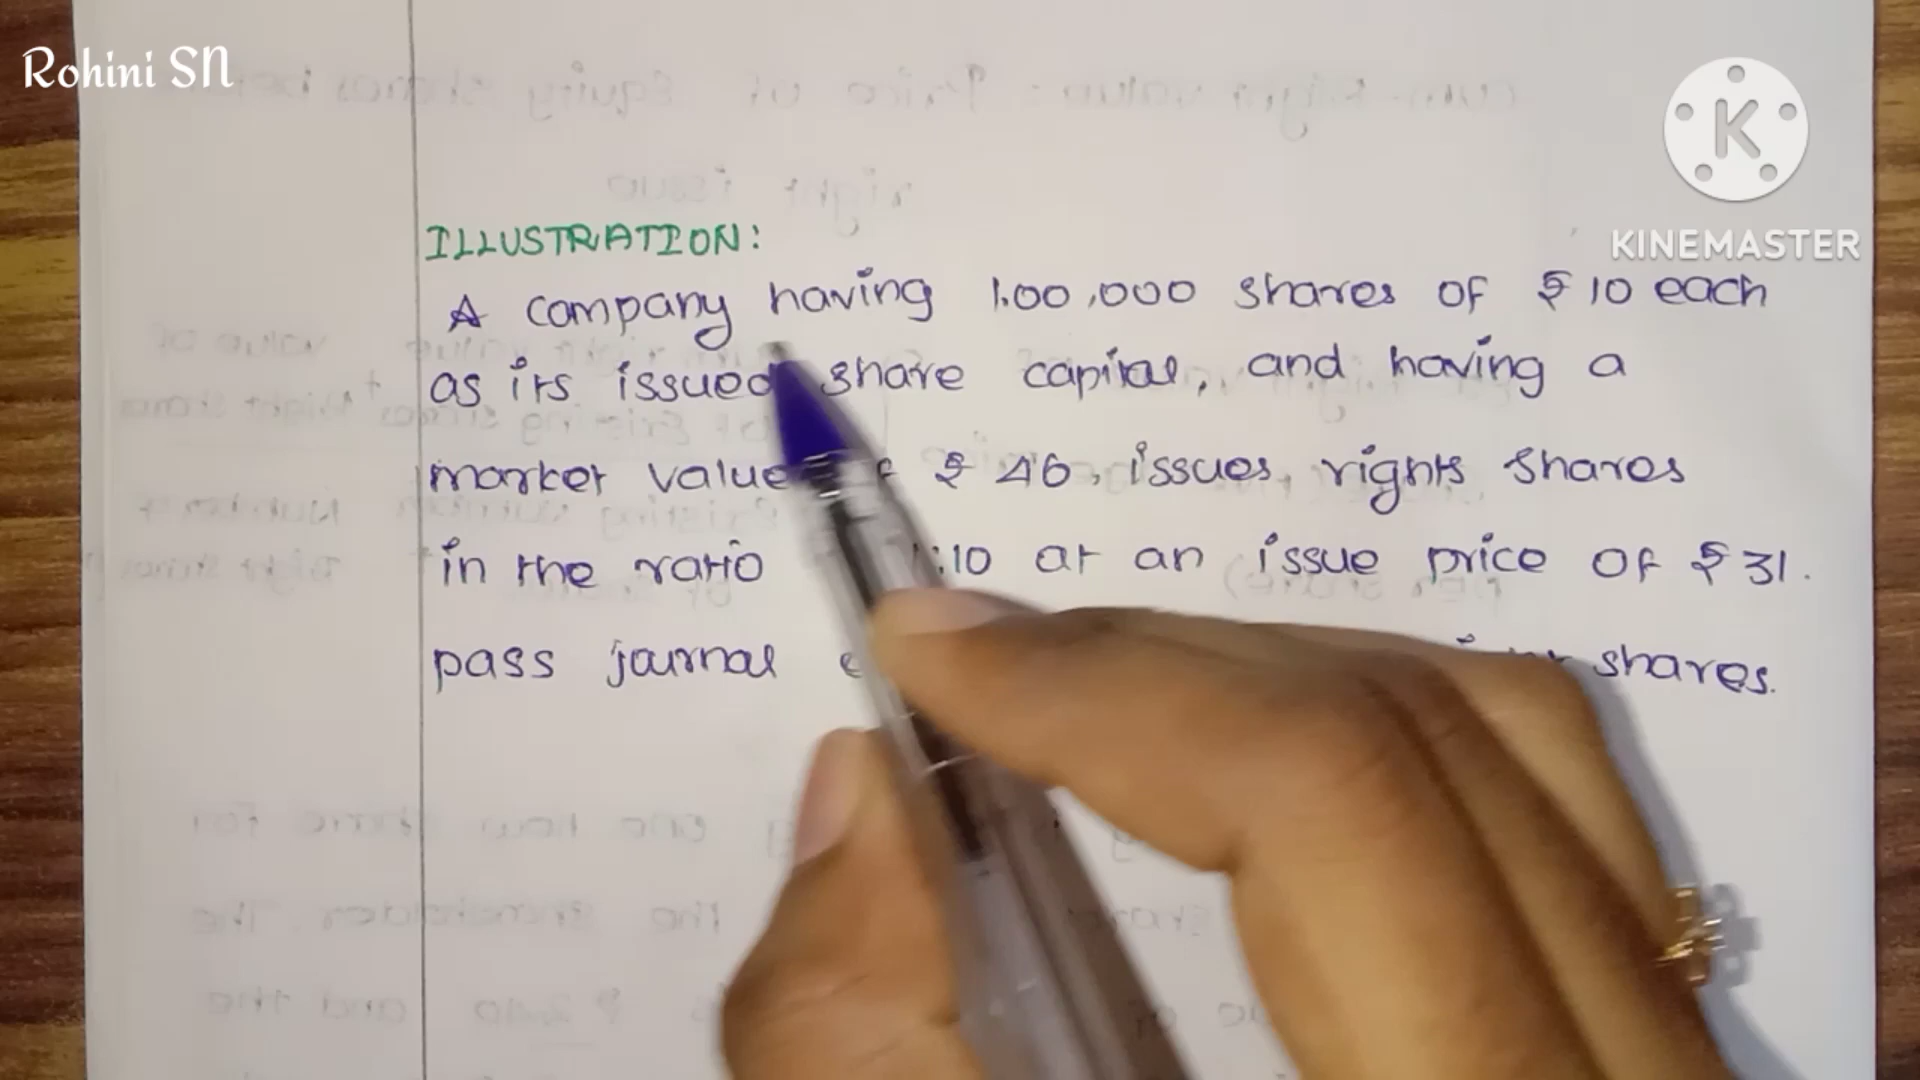 Rohini SN
KINEMASTER
ILLUSTRATION:
A company having 1,00,000 shares of ₹ 10 each
as its issued share capital, and having a
market value ₹ 46, issues, rights shares
in the ratio 1:10 at an issue price of ₹ 31.
pass journal shares.